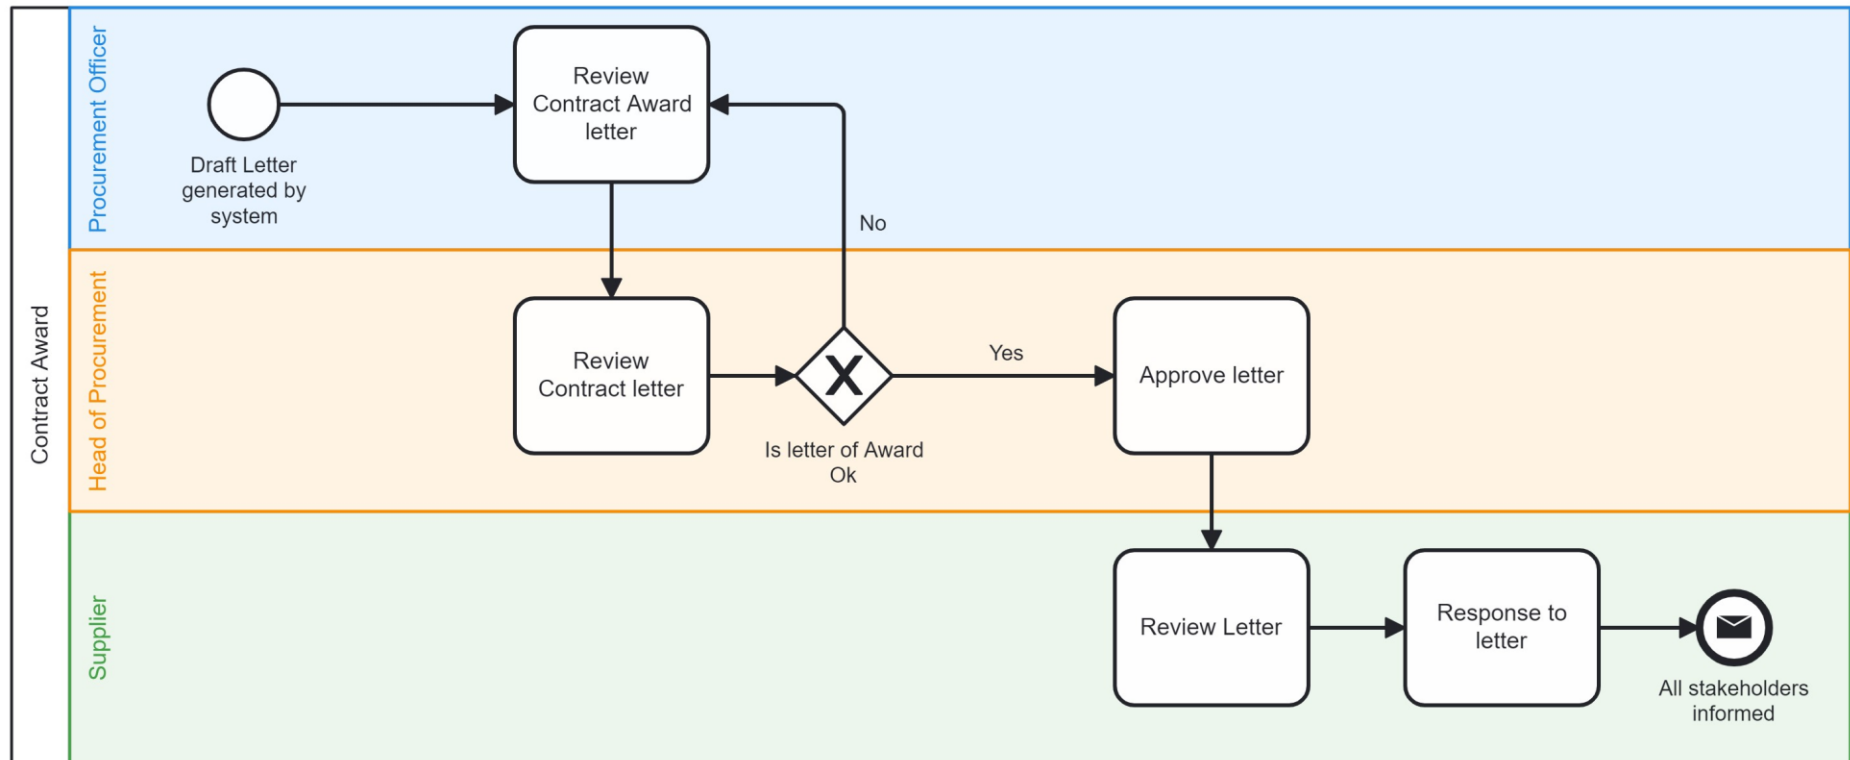 Contract Award
Procurement Officer
Draft Letter
generated by
system
Review
Contract Award
letter
No
Head of Procurement
Review
Contract letter
X
Is letter of Award
Ok
Yes
Approve letter
Supplier
Review Letter
Response to
letter
All stakeholders
informed